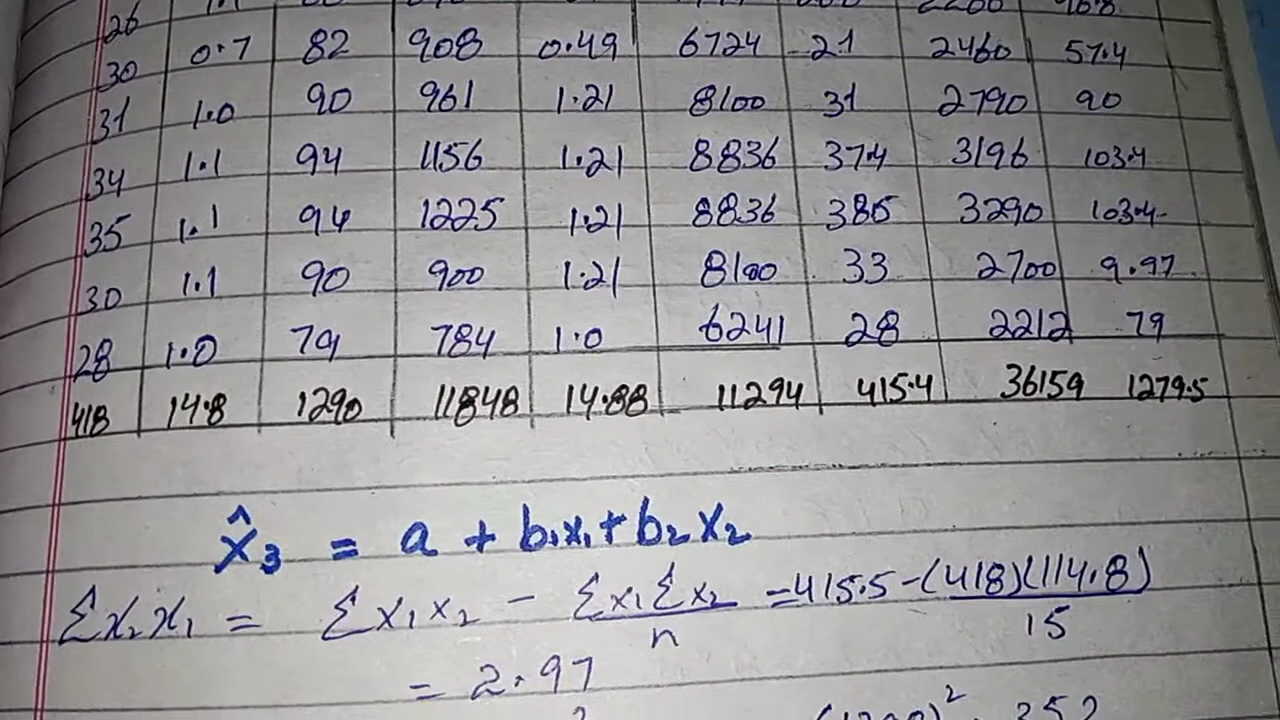 26
30 0.7 82 908 0.49 6724 21 2460 57.4
31 1.0 90 961 1.21 8100 31 2790 90
34 1.1 94 1156 1.21 8836 37.4 3196 103.4
35 1.1 94 1225 1.21 8836 385 3290 103.4
30 1.1 90 900 1.21 8100 33 2700 9.97
28 1.0 79 784 1.0 6241 28 2212 79
418 14.8 1290 11848 14.88 11294 415.4 36159 1279.5
x̂3 = a + b1x1 + b2x2
Σx2x1 = Σx1x2 - Σx1Σx2/n = 415.5 - (418)(114.8)/15
= 2.97